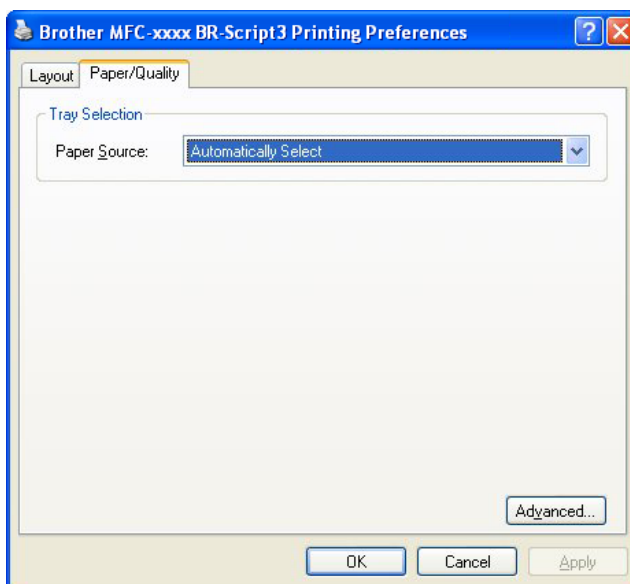 Brother MFC-xxxx BR-Script3 Printing Preferences
Layout Paper/Quality
Tray Selection
Paper Source: Automatically Select
Advanced...
OK Cancel Apply